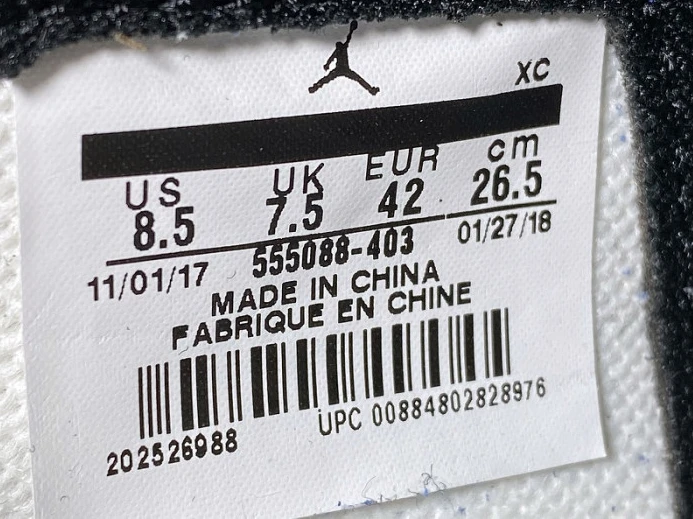 XC
US UK EUR cm
8.5 7.5 42 26.5
11/01/17 555088-403 01/27/18
MADE IN CHINA
FABRIQUE EN CHINE
202526988 UPC 00884802828976